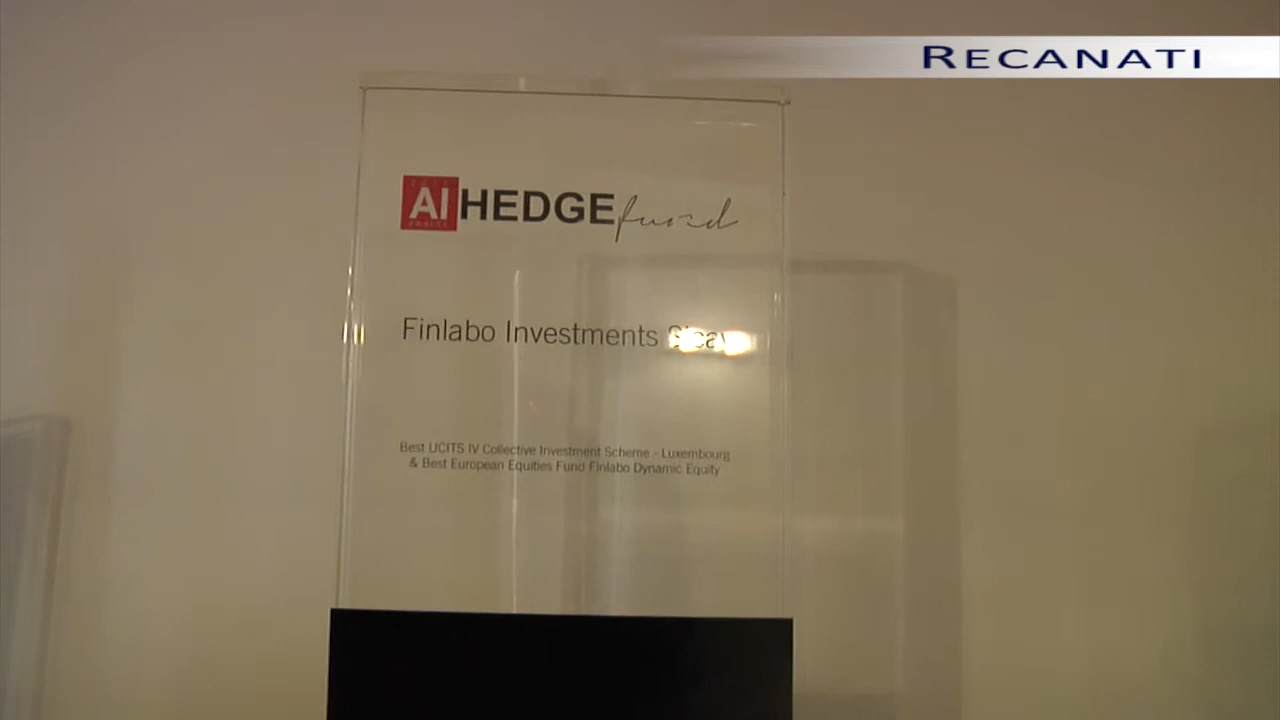 RECANATI
AI HEDGE fund
Finlabo Investments Sicav
Best UCITS IV Collective Investment Scheme - Luxembourg
& Best European Equities Fund Finlabo Dynamic Equity